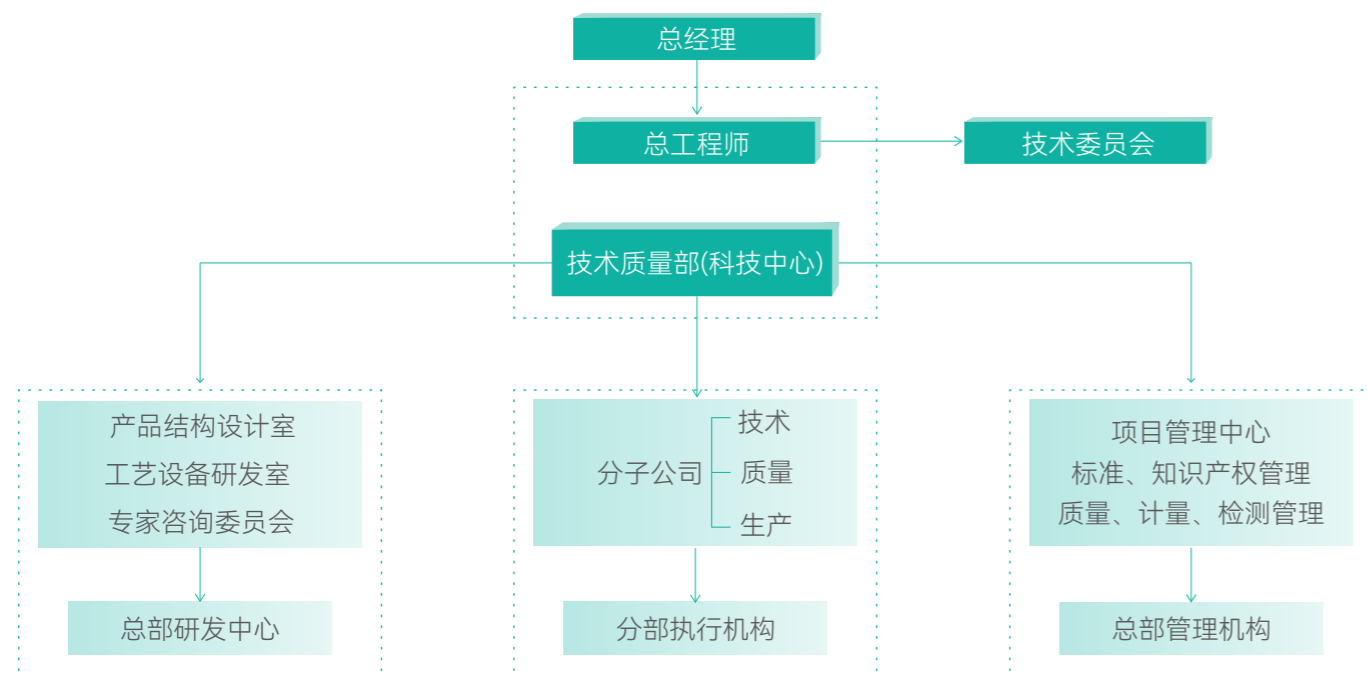 总经理
总工程师
技术委员会
技术质量部(科技中心)
产品结构设计室
工艺设备研发室
专家咨询委员会
总部研发中心
分子公司
技术
质量
生产
分部执行机构
项目管理中心
标准、知识产权管理
质量、计量、检测管理
总部管理机构